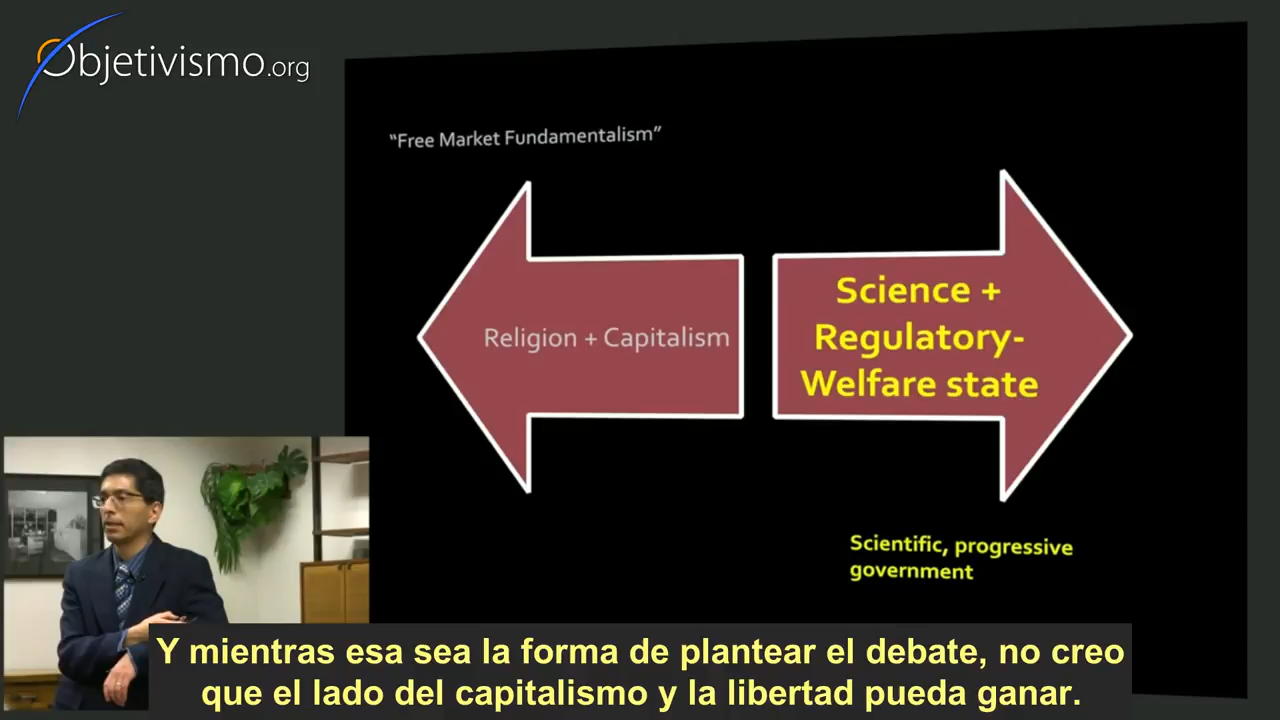 Objetivismo.org
“Free Market Fundamentalism”
Religion + Capitalism
Science +
Regulatory-
Welfare state
Scientific, progressive
government
Y mientras esa sea la forma de plantear el debate, no creo
que el lado del capitalismo y la libertad pueda ganar.